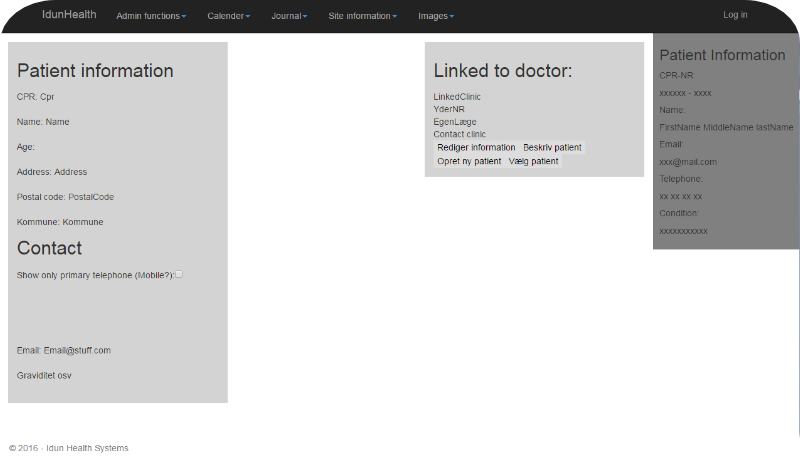 IdunHealth Admin functions Calender Journal Site information Images Log in
Patient information
CPR: Cpr
Name: Name
Age:
Address: Address
Postal code: PostalCode
Kommune: Kommune
Contact
Show only primary telephone (Mobile?):
Email: Email@stuff.com
Graviditet osv
Linked to doctor:
LinkedClinic
YderNR
EgenLæge
Contact clinic
Rediger information Beskriv patient
Opret ny patient Vælg patient
Patient Information
CPR-NR:
xxxxxx - xxxx
Name:
FirstName MiddleName lastName
Email:
xxx@mail.com
Telephone:
xx xx xx xx
Condition:
xxxxxxxxxxx
© 2016 - Idun Health Systems